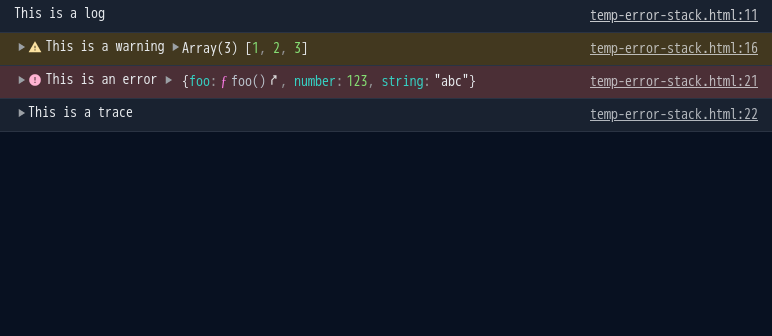 This is a log temp-error-stack.html:11
This is a warning Array(3) [1, 2, 3] temp-error-stack.html:16
This is an error {foo: ƒ foo(), number: 123, string: "abc"} temp-error-stack.html:21
This is a trace temp-error-stack.html:22